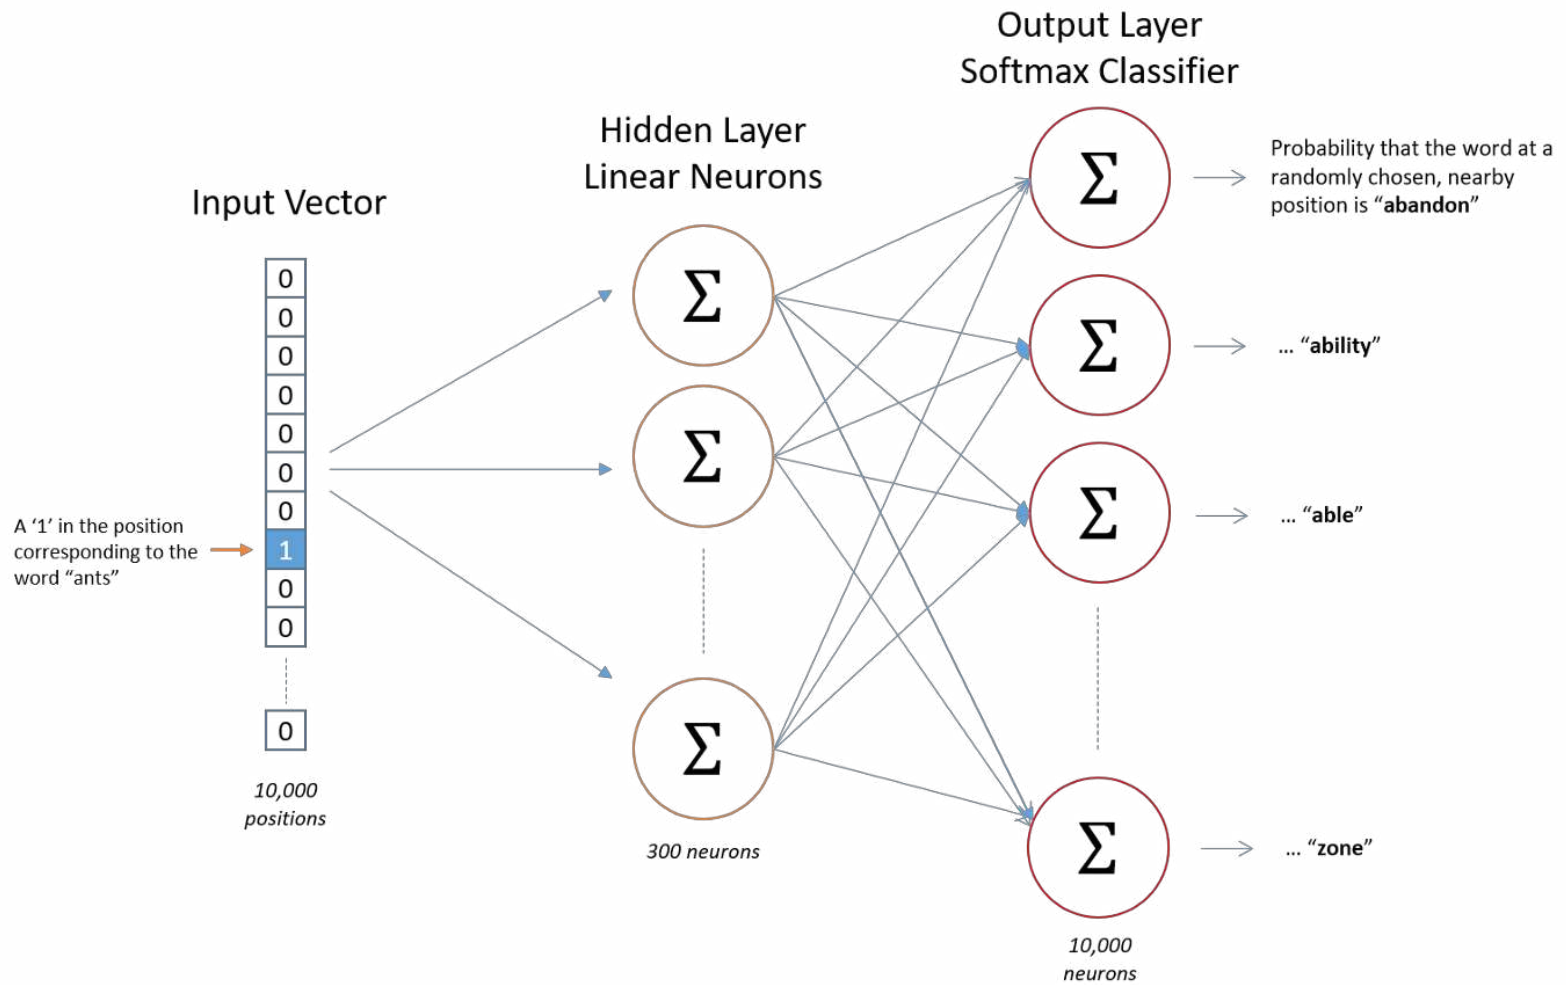 Output Layer
Softmax Classifier
Hidden Layer
Linear Neurons
Input Vector
0
0
0
0
0
0
0
1
0
0
0
A ‘1’ in the position
corresponding to the
word “ants”
10,000
positions
Σ
Σ
Σ
300 neurons
Σ
Σ
Σ
Σ
10,000
neurons
Probability that the word at a
randomly chosen, nearby
position is “abandon”
... “ability”
... “able”
... “zone”